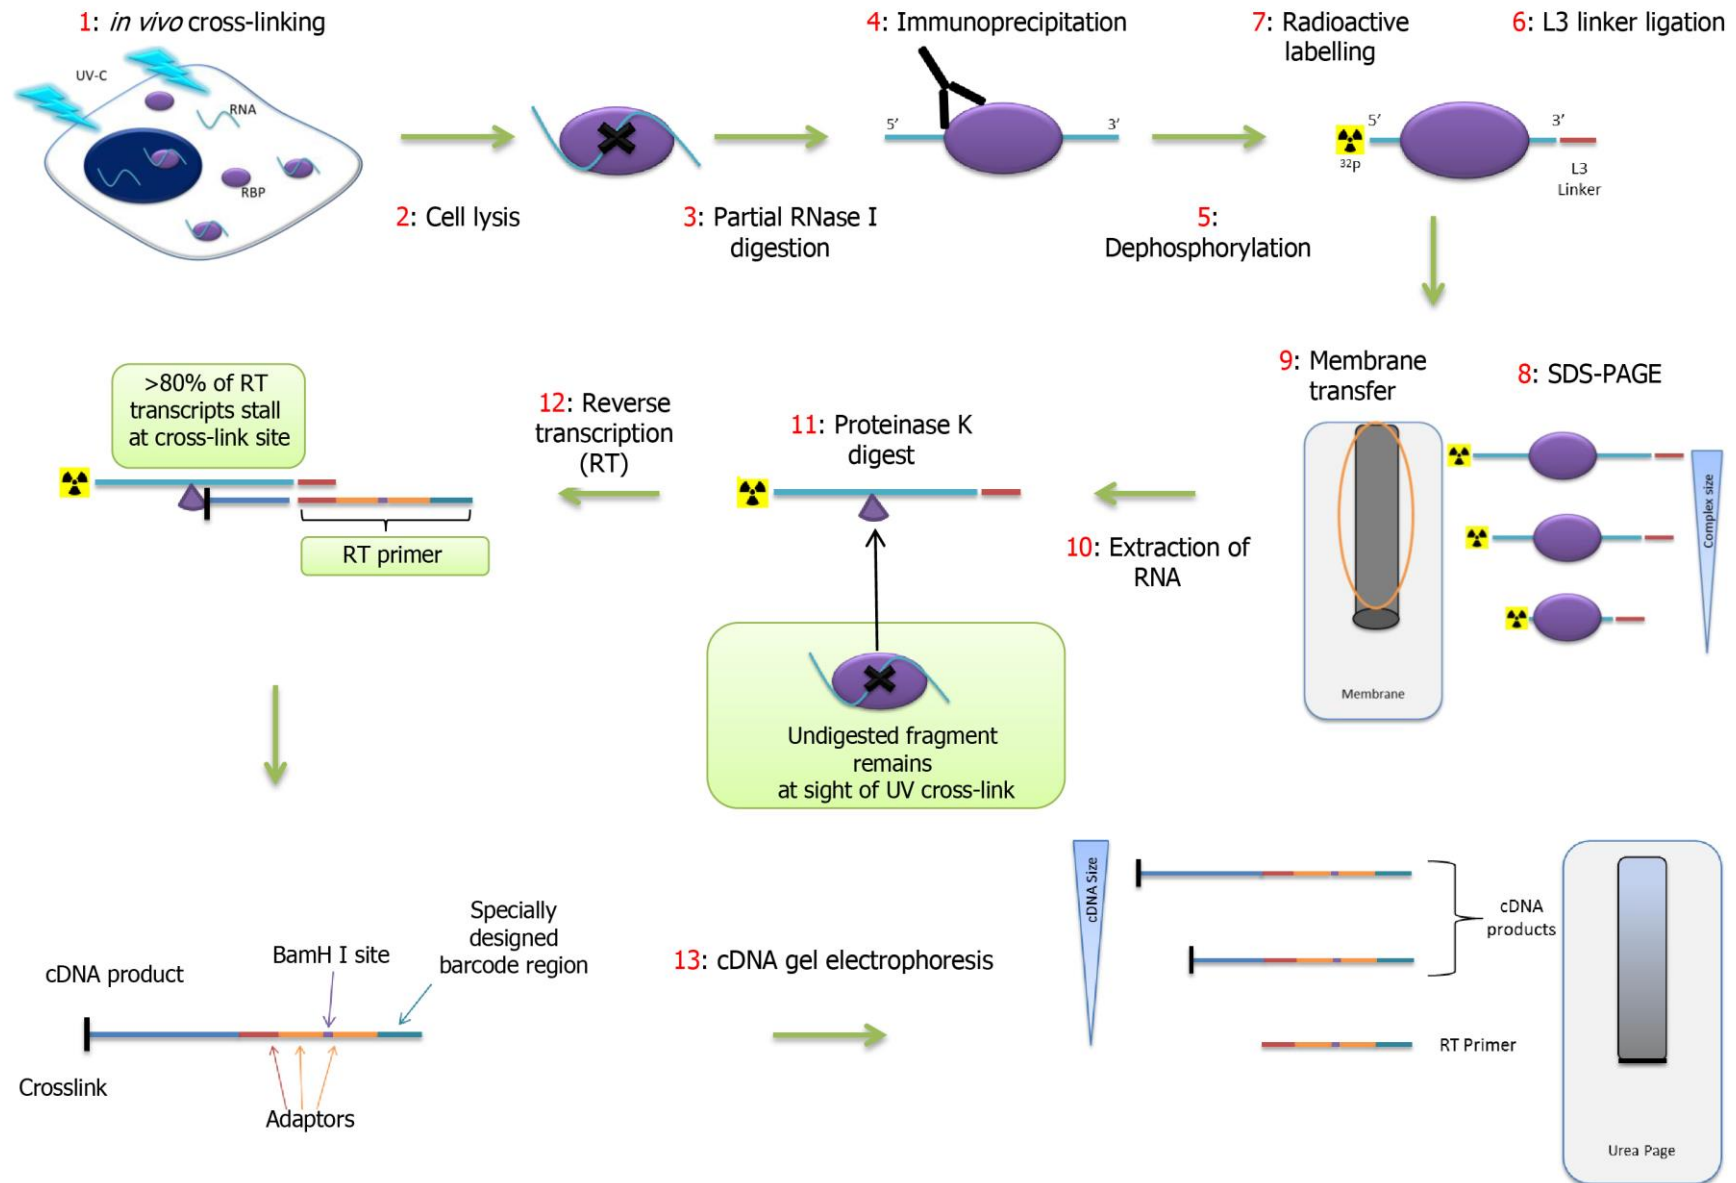 1: in vivo cross-linking
UV-C
RNA
RBP
2: Cell lysis
3: Partial RNase I
digestion
4: Immunoprecipitation
5'
3'
5:
Dephosphorylation
7: Radioactive
labelling
6: L3 linker ligation
5'
3'
32p
L3
Linker
9: Membrane
transfer
8: SDS-PAGE
Complex size
Membrane
10: Extraction of
RNA
11: Proteinase K
digest
Undigested fragment
remains
at sight of UV cross-link
12: Reverse
transcription
(RT)
>80% of RT
transcripts stall
at cross-link site
RT primer
cDNA product
BamH I site
Specially
designed
barcode region
Crosslink
Adaptors
13: cDNA gel electrophoresis
cDNA Size
cDNA
products
RT Primer
Urea Page